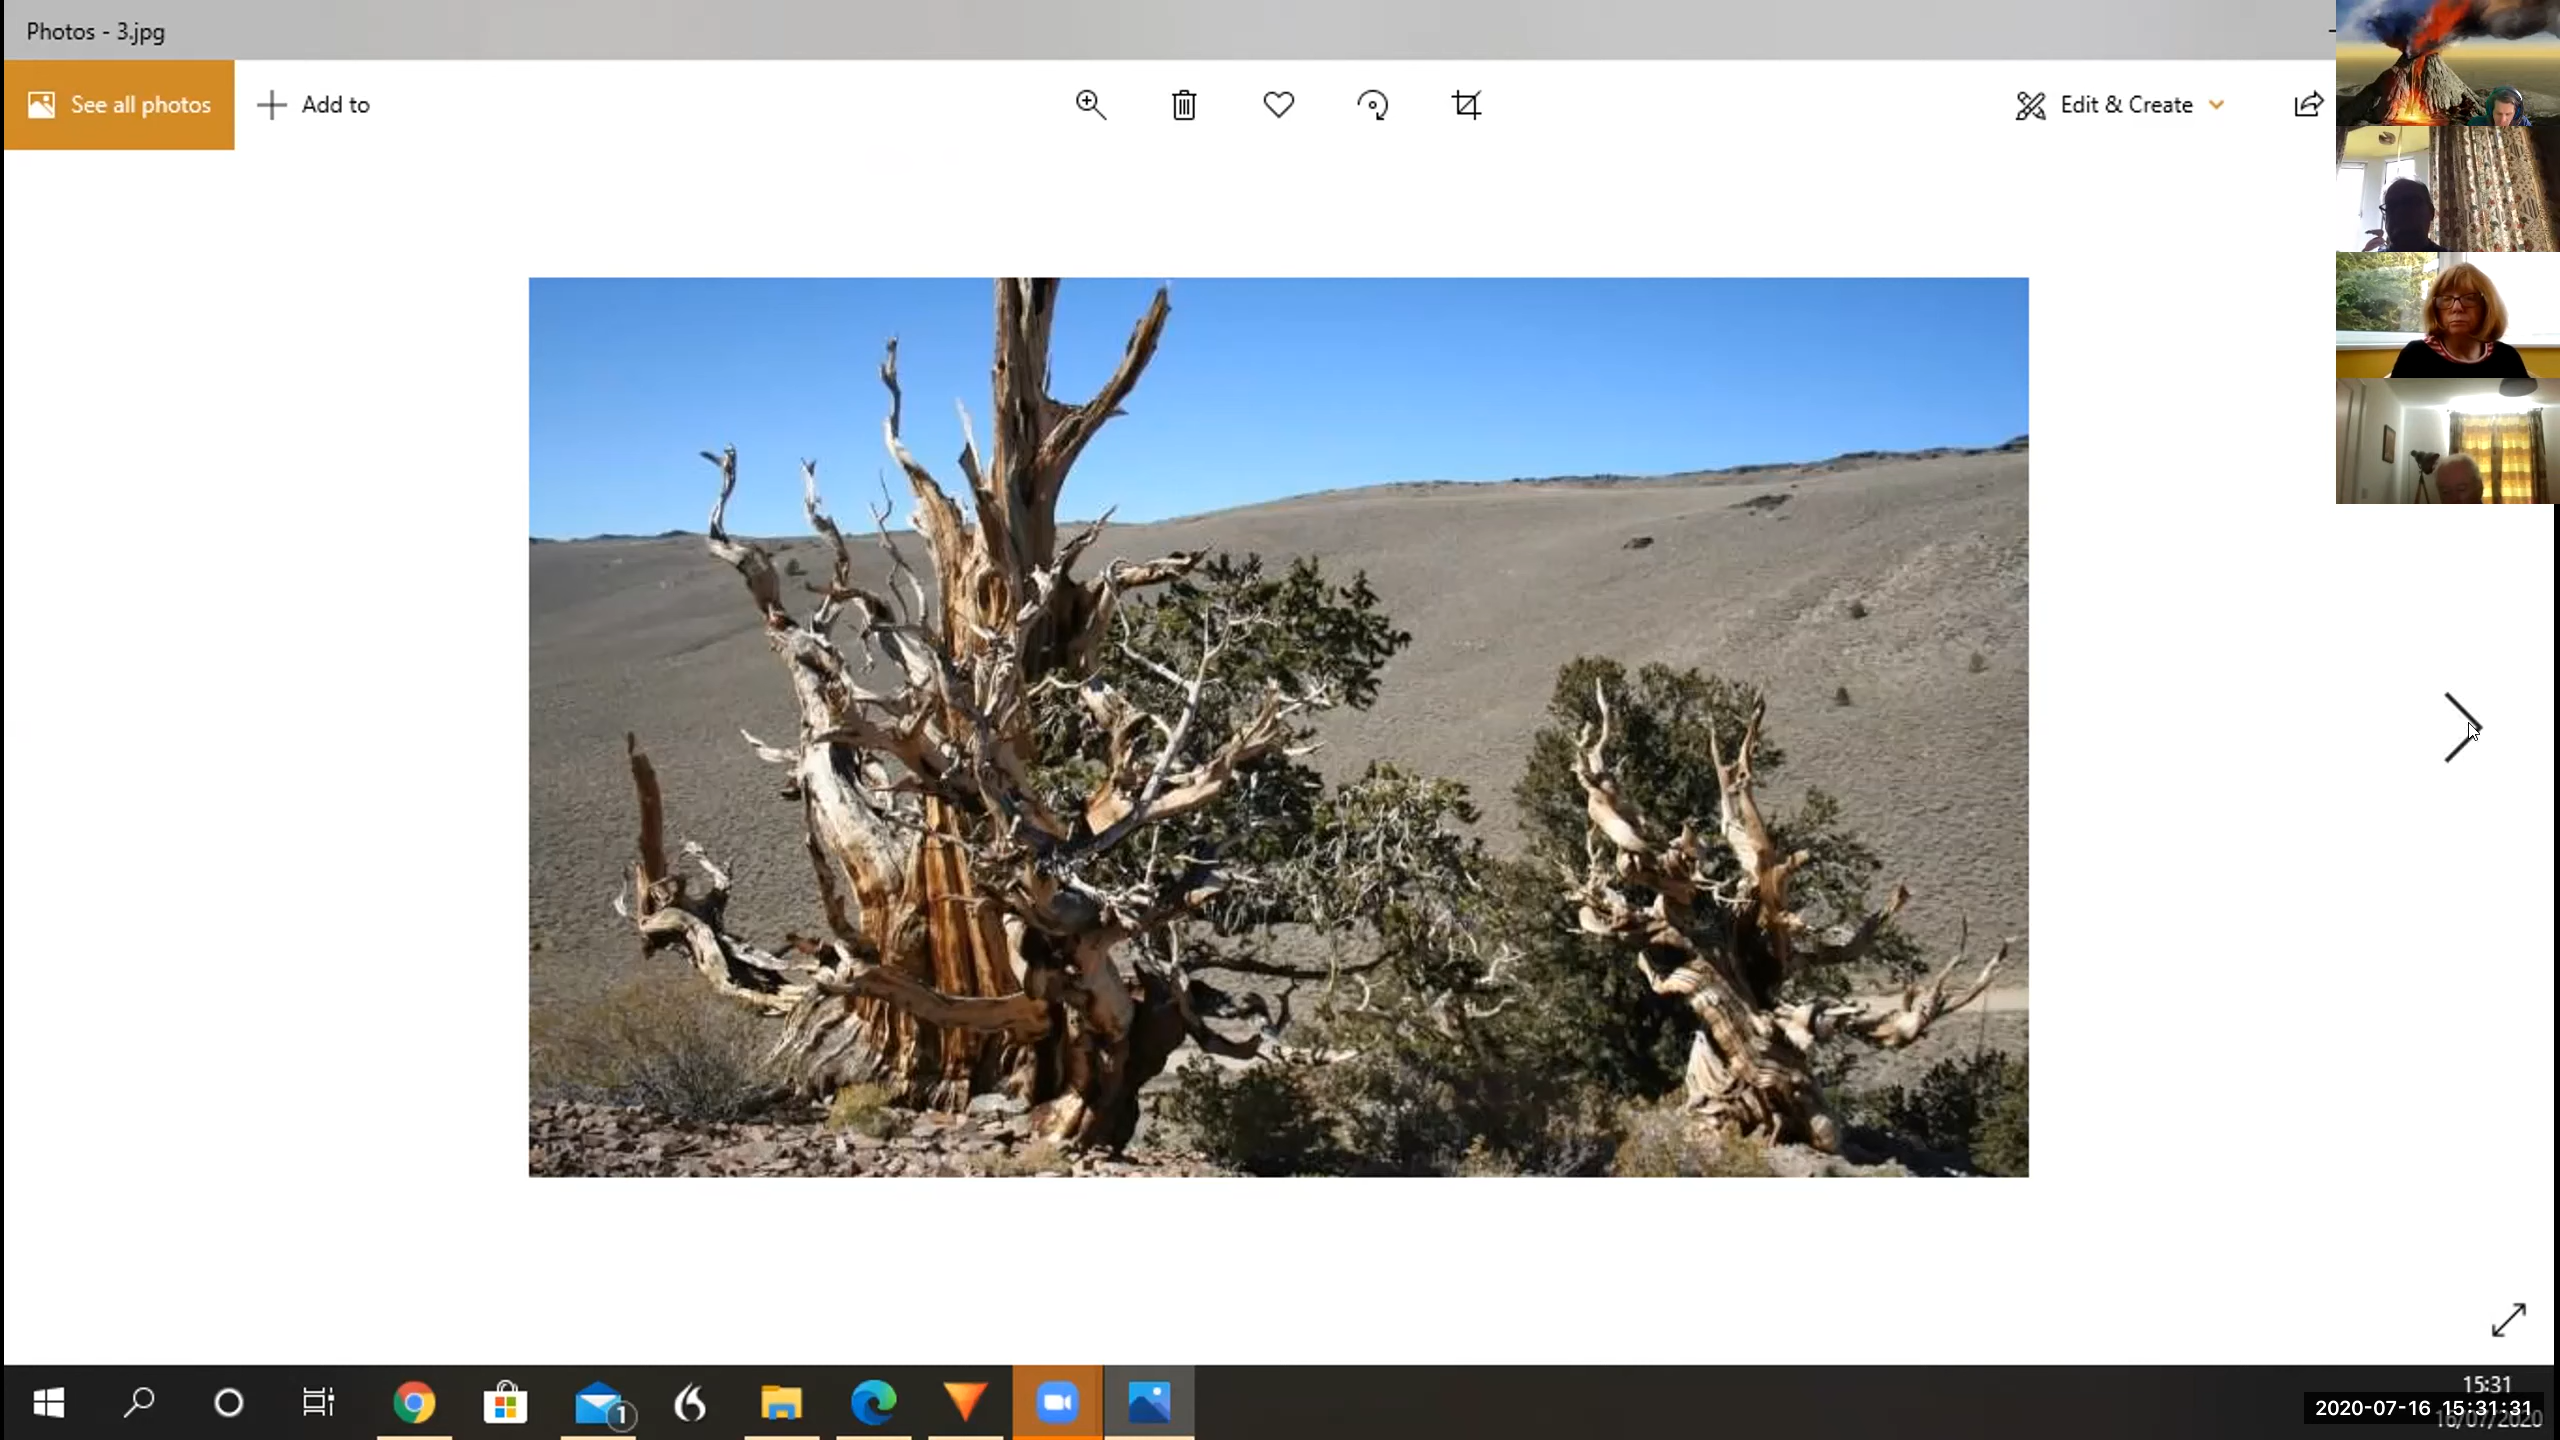 Photos - 3.jpg
See all photos
Add to
Edit & Create
1
15:31
2020-07-16 15:31:31
16/07/2020